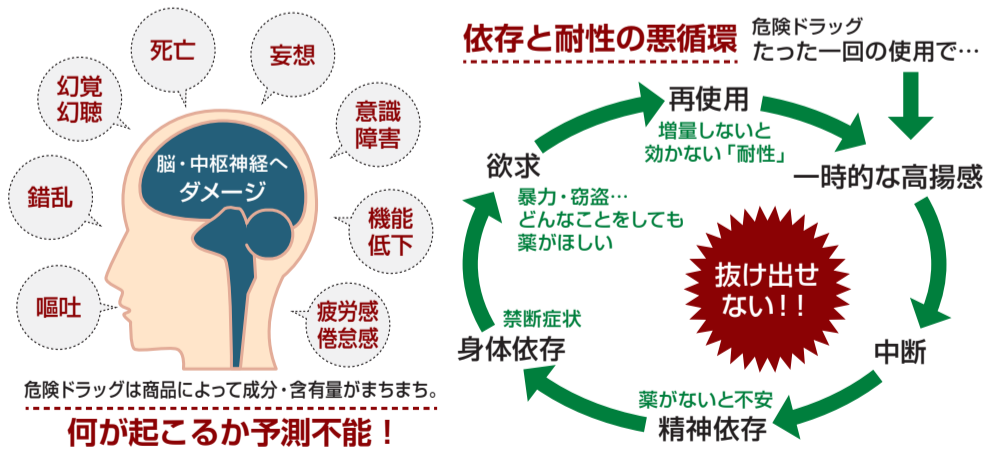 死亡
妄想
幻覚
幻聴
意識
障害
脳・中枢神経へ
ダメージ
錯乱
機能
低下
嘔吐
疲労感
倦怠感
危険ドラッグは商品によって成分・含有量がまちまち。
何が起こるか予測不能！
依存と耐性の悪循環
危険ドラッグ
たった一回の使用で…
再使用
増量しないと
効かない「耐性」
一時的な高揚感
欲求
暴力・窃盗…
どんなことをしても
薬がほしい
抜け出せ
ない！！
禁断症状
身体依存
中断
薬がないと不安
精神依存